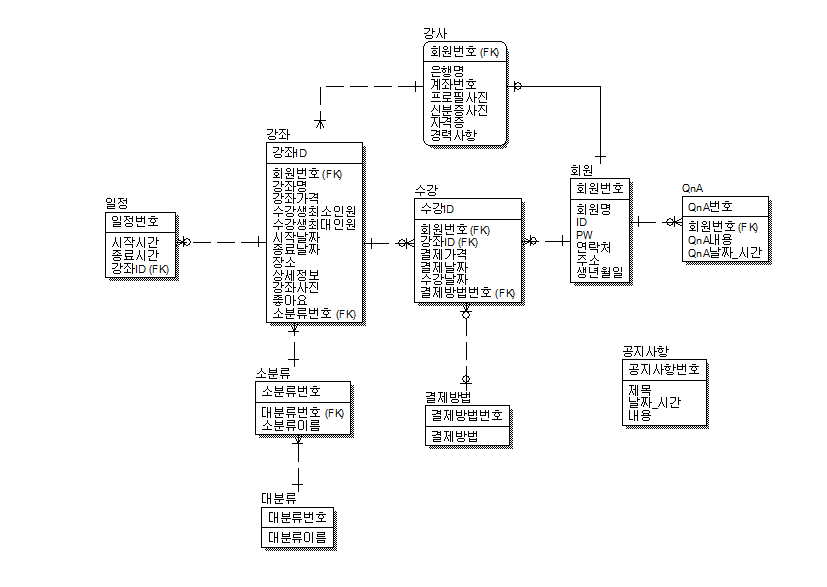 강사
회원번호 (FK)
은행명
계좌번호
프로필사진
신분증사진
자격증
경력사항
강좌
강좌ID
회원번호 (FK)
강좌명
강좌가격
수강생최소인원
수강생최대인원
시작날짜
종료날짜
장소
상세정보
강좌사진
좋아요
소분류번호 (FK)
일정
일정번호
시작시간
종료시간
강좌ID (FK)
수강
수강ID
회원번호 (FK)
강좌ID (FK)
결제가격
결제날짜
수강날짜
결제방법번호 (FK)
회원
회원번호
회원명
ID
PW
연락처
주소
생년월일
QnA
QnA번호
회원번호 (FK)
QnA내용
QnA날짜_시간
소분류
소분류번호
대분류번호 (FK)
소분류이름
결제방법
결제방법번호
결제방법
공지사항
공지사항번호
제목
날짜_시간
내용
대분류
대분류번호
대분류이름